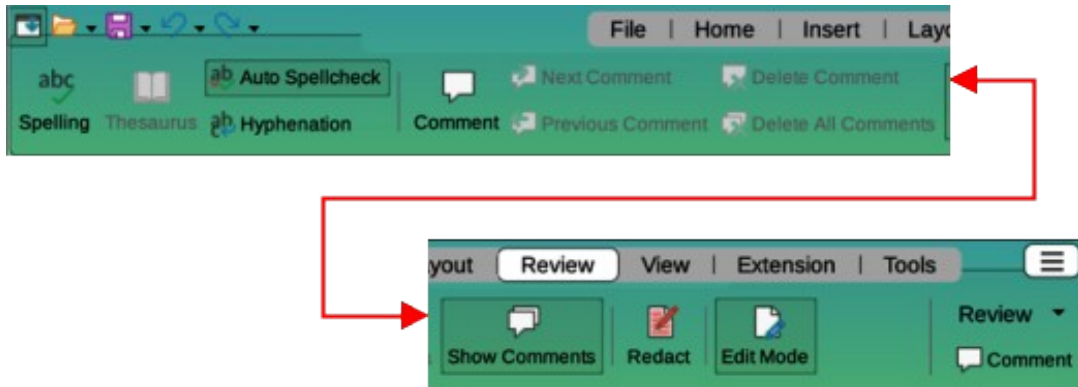 File | Home | Insert | Layo
abc ab Auto Spellcheck Next Comment Delete Comment
Spelling Thesaurus Hyphenation Comment Previous Comment Delete All Comments
yout Review View | Extension | Tools
Review
Show Comments Redact Edit Mode Comment